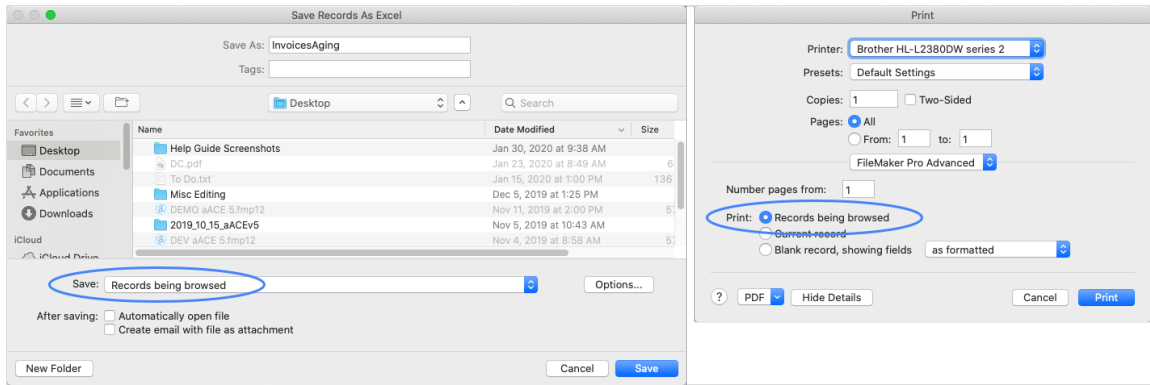 Save Records As Excel
Save As: InvoicesAging
Tags:
Desktop
Search
Favorites
Desktop
Documents
Applications
Downloads
iCloud
iCloud Drive
Name Date Modified Size
Help Guide Screenshots Jan 30, 2020 at 9:38 AM
DC.pdf Jan 23, 2020 at 8:49 AM 6
To Do.txt Jan 15, 2020 at 1:00 PM 136
Misc Editing Dec 5, 2019 at 1:25 PM
DEMO aACE 5.fmp12 Nov 11, 2019 at 2:00 PM 57
2019_10_15_aACEv5 Nov 5, 2019 at 10:43 AM
DEV aACE 5.fmp12 Nov 4, 2019 at 8:58 AM 57
Save: Records being browsed Options...
After saving: Automatically open file
Create email with file as attachment
New Folder Cancel Save
Print
Printer: Brother HL-L2380DW series 2
Presets: Default Settings
Copies: 1 Two-Sided
Pages: All
From: 1 to: 1
FileMaker Pro Advanced
Number pages from: 1
Print: Records being browsed
Current record
Blank record, showing fields as formatted
? PDF Hide Details Cancel Print